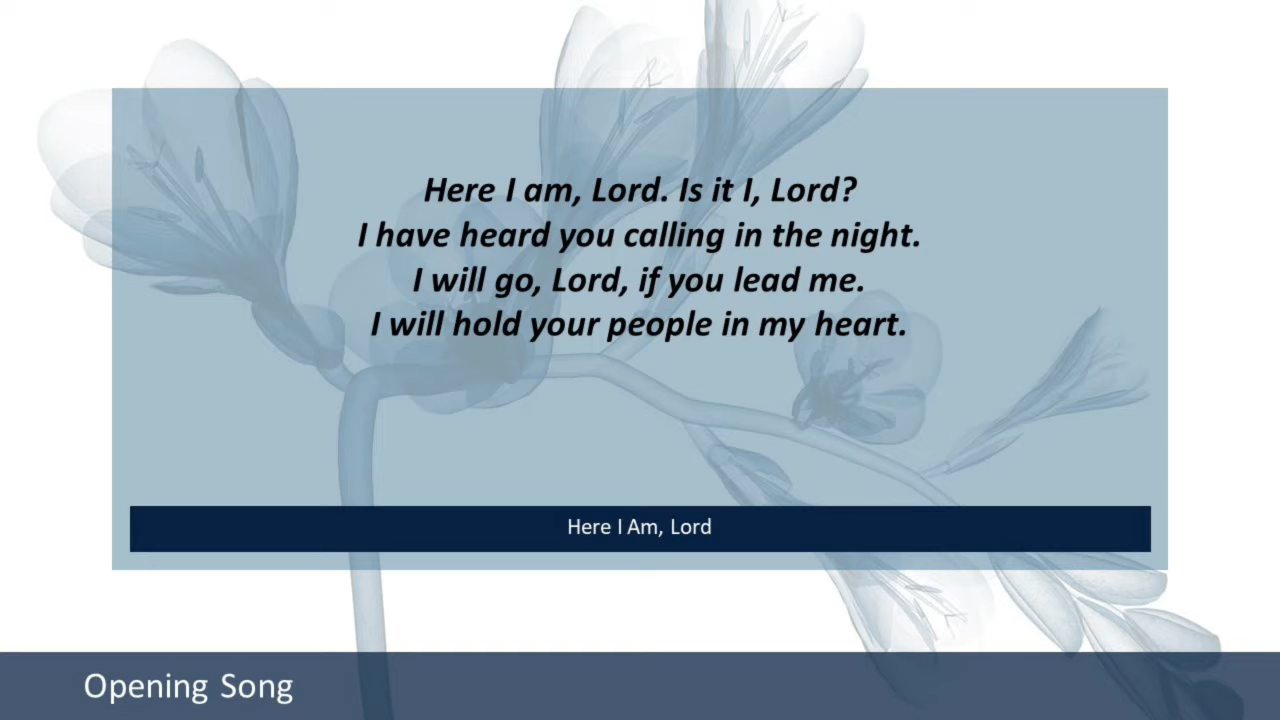 Here I am, Lord. Is it I, Lord?
I have heard you calling in the night.
I will go, Lord, if you lead me.
I will hold your people in my heart.
Here I Am, Lord
Opening Song